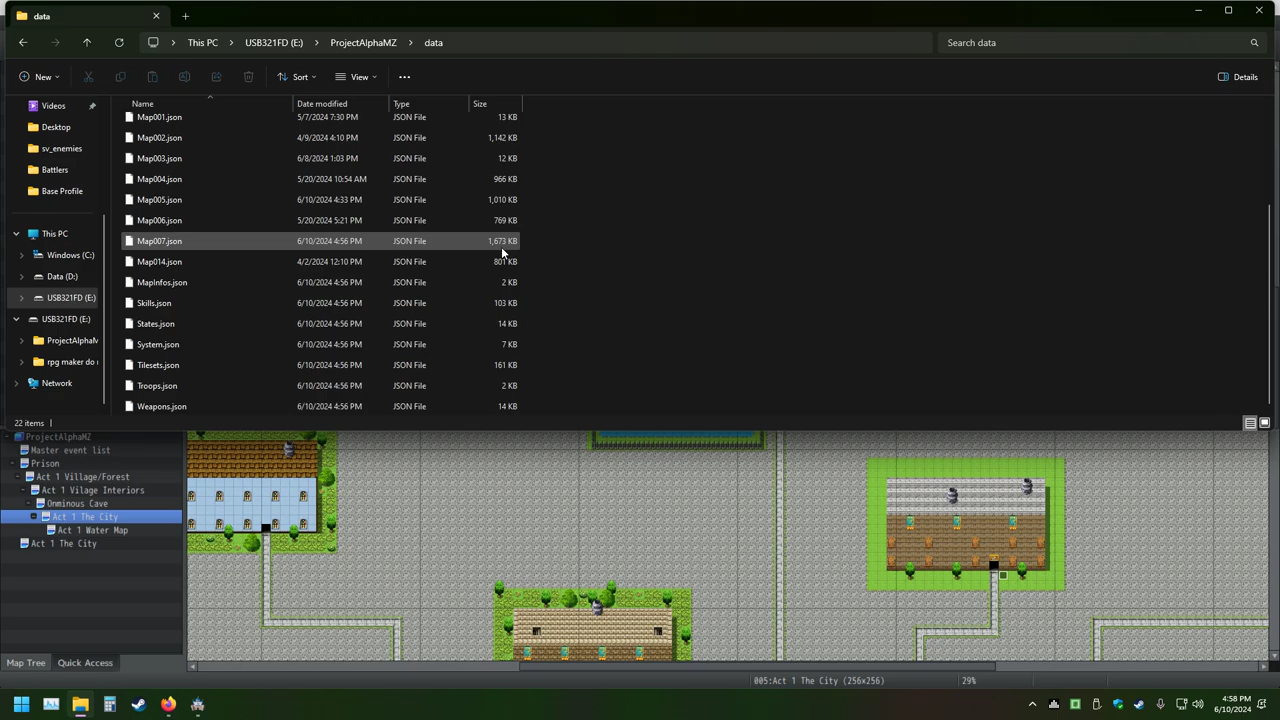 data
This PC
USB321FD (E:)
ProjectAlphaMZ
data
Search data
New
Sort
View
Details
Name
Date modified
Type
Size
Videos
Desktop
sv_enemies
Battlers
Base Profile
This PC
Windows (C:)
Data (D:)
USB321FD (E:)
USB321FD (E:)
ProjectAlphaM
rpg maker do n
Network
Map001.json 5/7/2024 7:30 PM JSON File 13 KB
Map002.json 4/9/2024 4:10 PM JSON File 1,142 KB
Map003.json 6/8/2024 1:03 PM JSON File 12 KB
Map004.json 5/20/2024 10:54 AM JSON File 966 KB
Map005.json 6/10/2024 4:33 PM JSON File 1,010 KB
Map006.json 5/20/2024 5:21 PM JSON File 769 KB
Map007.json 6/10/2024 4:56 PM JSON File 1,673 KB
Map014.json 4/2/2024 12:10 PM JSON File 801 KB
MapInfos.json 6/10/2024 4:56 PM JSON File 2 KB
Skills.json 6/10/2024 4:56 PM JSON File 103 KB
States.json 6/10/2024 4:56 PM JSON File 14 KB
System.json 6/10/2024 4:56 PM JSON File 7 KB
Tilesets.json 6/10/2024 4:56 PM JSON File 161 KB
Troops.json 6/10/2024 4:56 PM JSON File 2 KB
Weapons.json 6/10/2024 4:56 PM JSON File 14 KB
22 items
ProjectAlphaMZ
Master event list
Prison
Act 1 Village/Forest
Act 1 Vilage Interiors
Onminous Cave
Act 1 The City
Act 1 Water Map
Act 1 The City
Map Tree
Quick Access
005:Act 1 The City (256x256)
29%
4:58 PM
6/10/2024